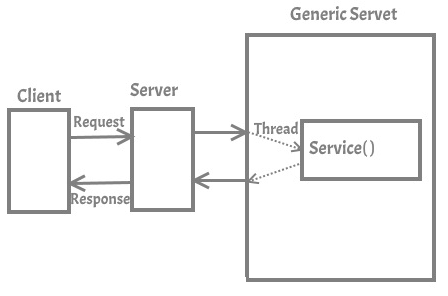 Generic Servet
Client
Server
Request
Thread
Service()
Response